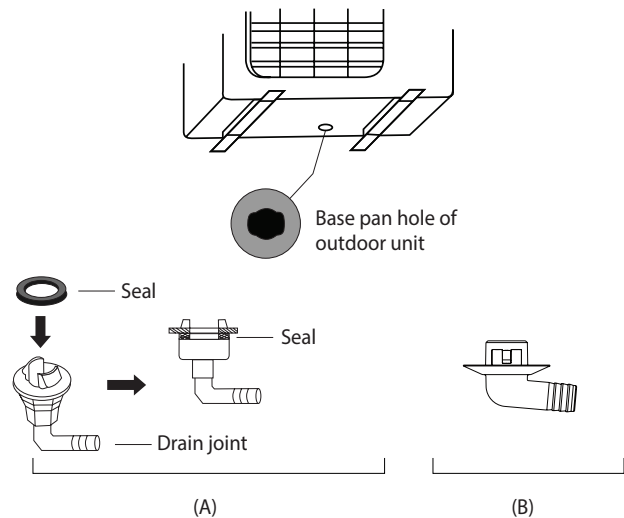 Base pan hole of
outdoor unit
Seal
Seal
Drain joint
(A)
(B)